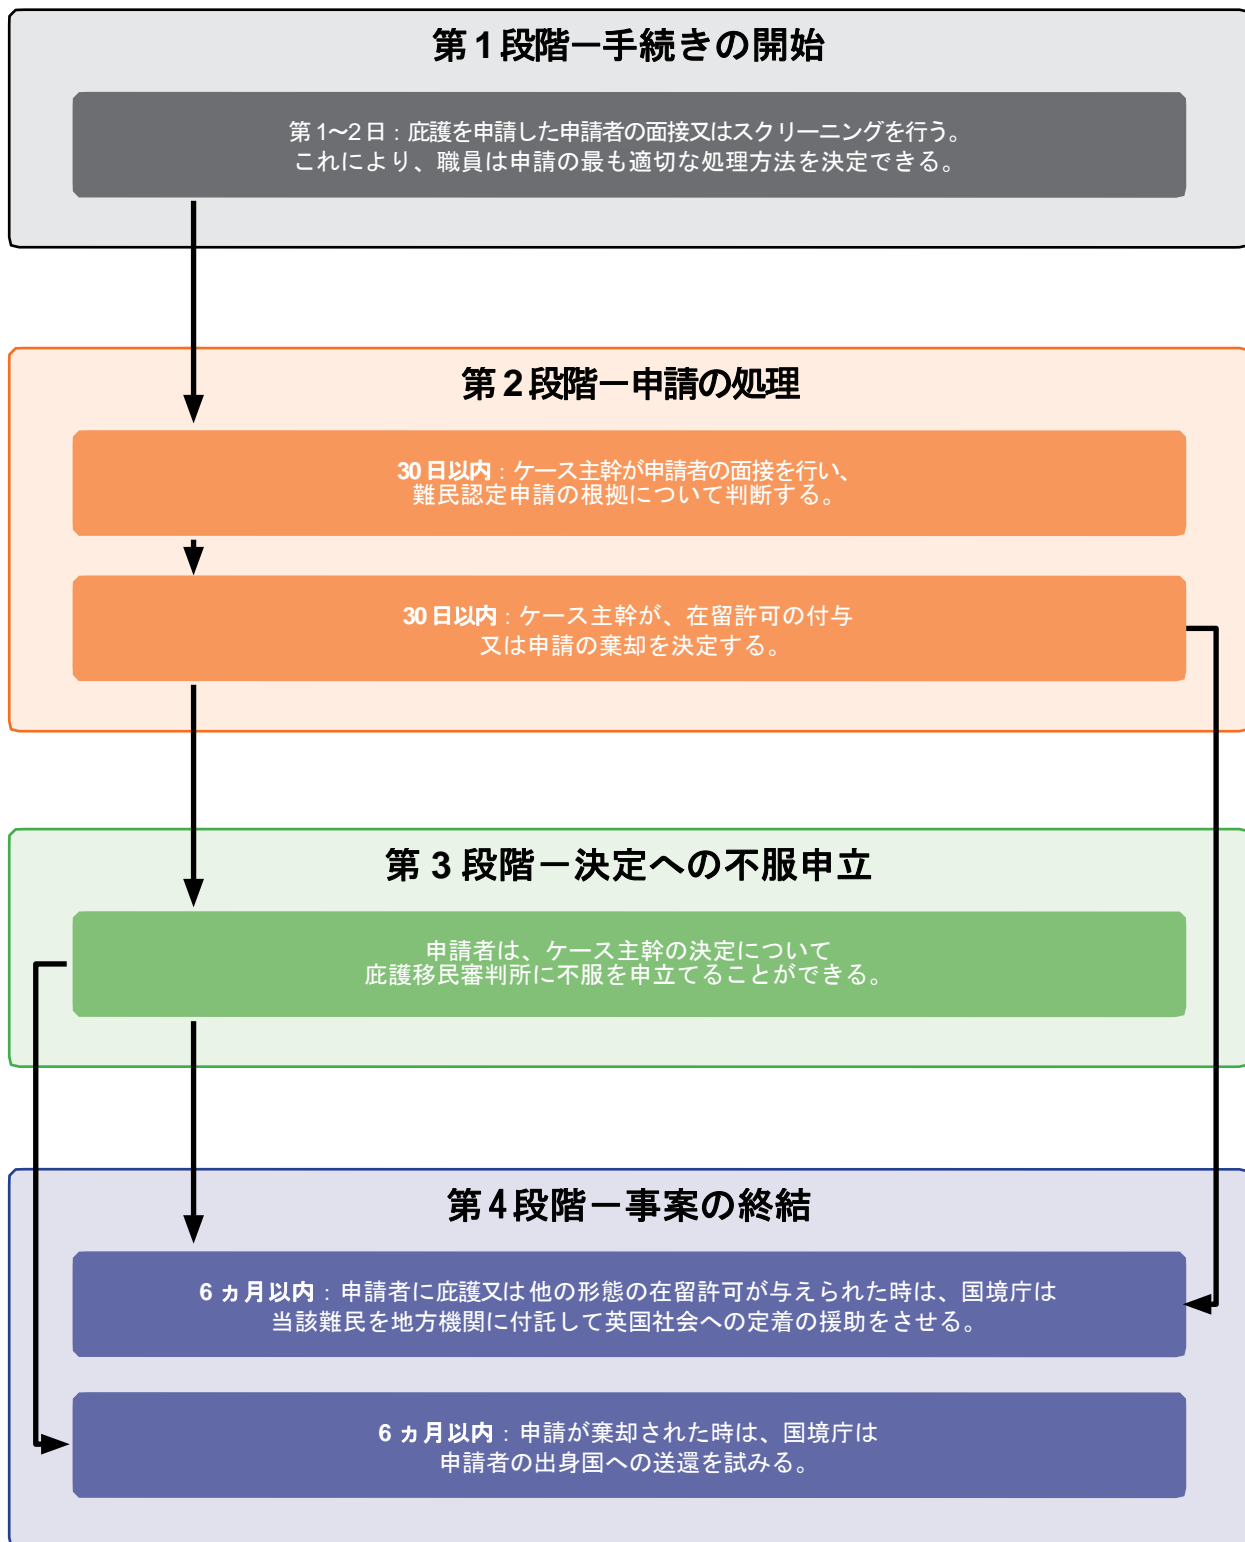 第1段階－手続きの開始
第1～2日：庇護を申請した申請者の面接又はスクリーニングを行う。
これにより、職員は申請の最も適切な処理方法を決定できる。
第2段階－申請の処理
30日以内：ケース主幹が申請者の面接を行い、
難民認定申請の根拠について判断する。
30日以内：ケース主幹が、在留許可の付与
又は申請の棄却を決定する。
第3段階－決定への不服申立
申請者は、ケース主幹の決定について
庇護移民審判所に不服を申立てることができる。
第4段階－事案の終結
6ヵ月以内：申請者に庇護又は他の形態の在留許可が与えられた時は、国境庁は
当該難民を地方機関に付託して英国社会への定着の援助をさせる。
6ヵ月以内：申請が棄却された時は、国境庁は
申請者の出身国への送還を試みる。